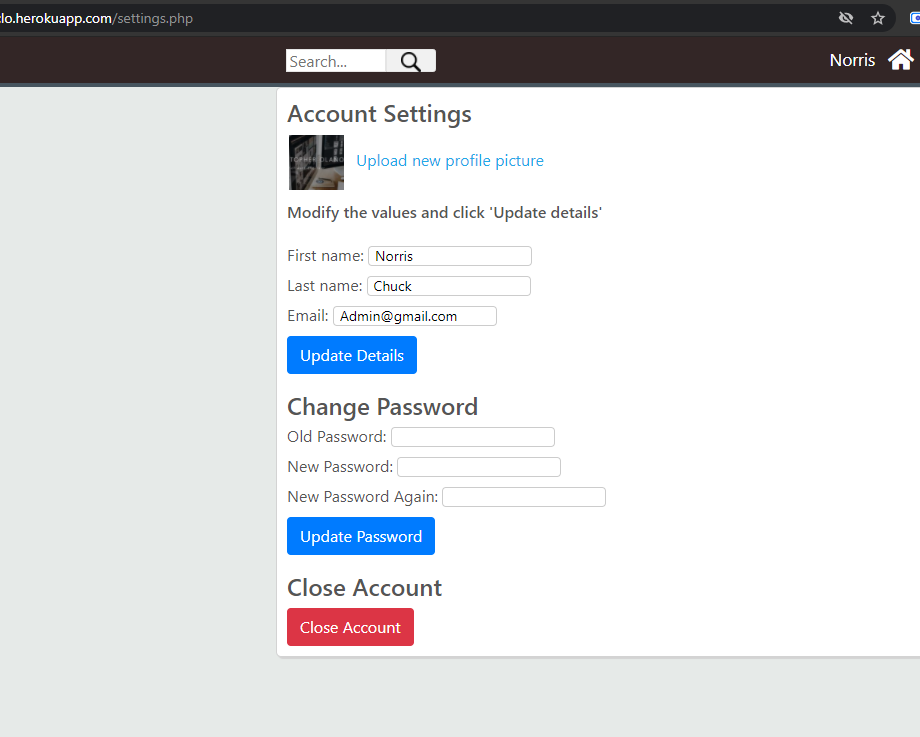 clo.herokuapp.com/settings.php
Search...
Norris
Account Settings
Upload new profile picture
Modify the values and click 'Update details'
First name: Norris
Last name: Chuck
Email: Admin@gmail.com
Update Details
Change Password
Old Password:
New Password:
New Password Again:
Update Password
Close Account
Close Account